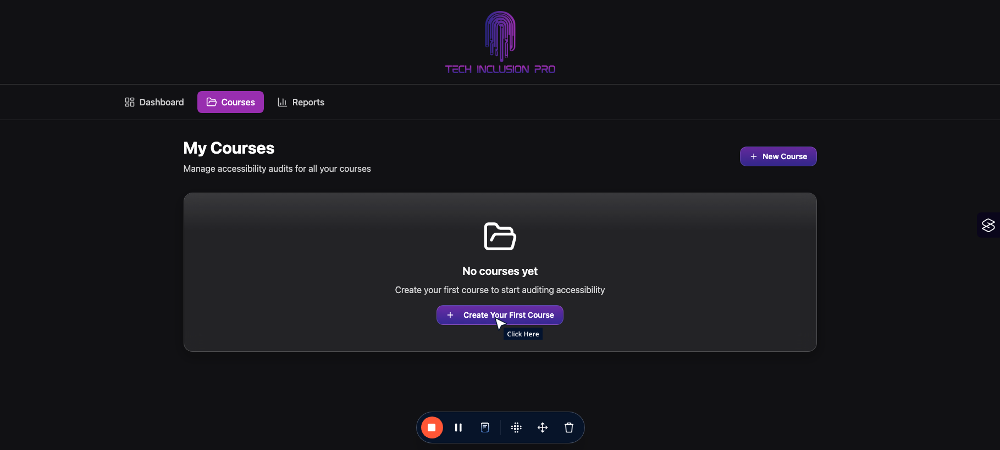 TECH INCLUSION PRO
Dashboard
Courses
Reports
My Courses
Manage accessibility audits for all your courses
+ New Course
No courses yet
Create your first course to start auditing accessibility
+ Create Your First Course
Click Here